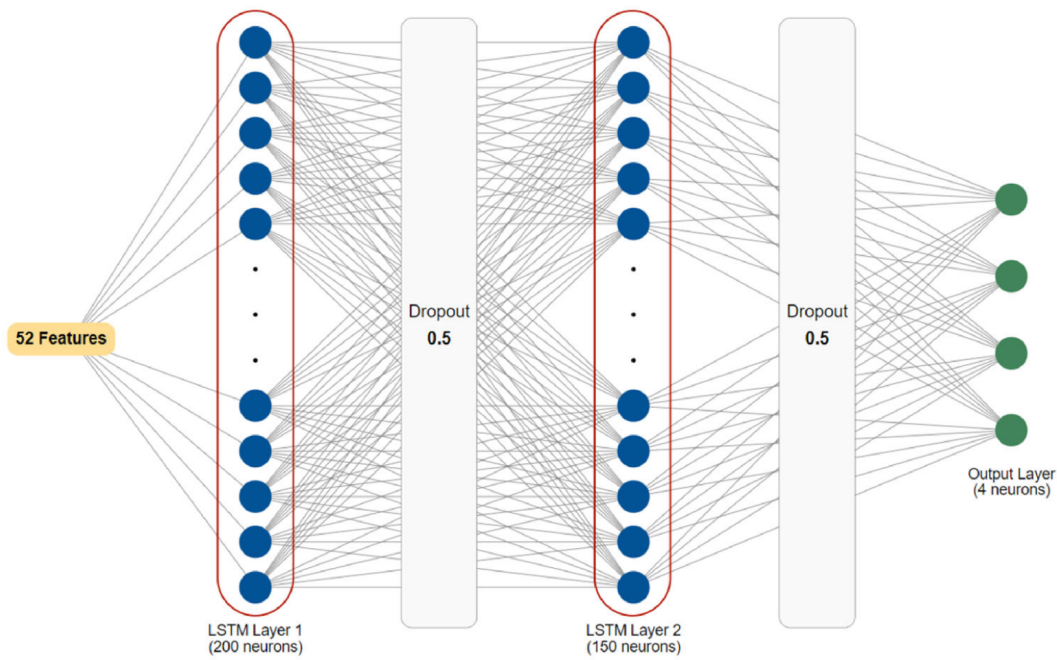 52 Features
LSTM Layer 1
(200 neurons)
Dropout
0.5
LSTM Layer 2
(150 neurons)
Dropout
0.5
Output Layer
(4 neurons)